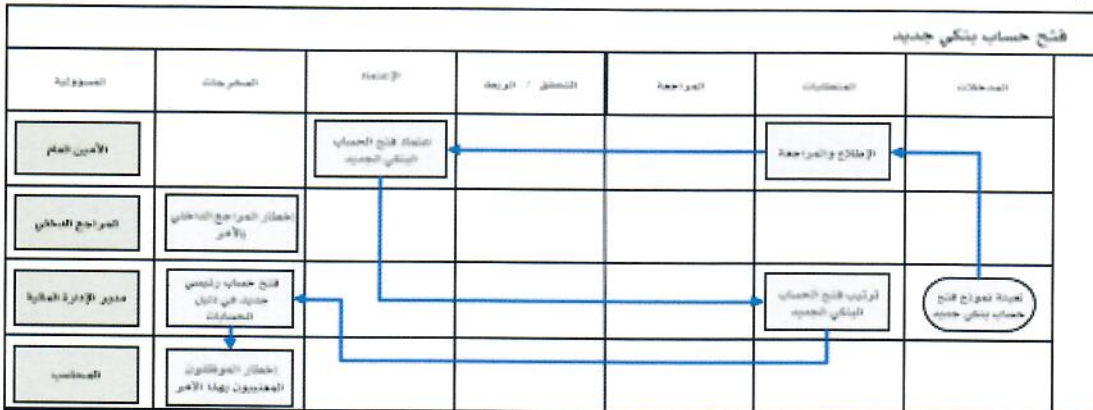 فتح حساب بنكي جديد
المدخلات
المتطلبات
المراجعة
التحقق / الربط
الإعتماد
المخرجات
المسؤولية
الإطلاع والمراجعة
اعتماد فتح الحساب
البنكي الجديد
الأمين العام
إخطار المراجع الداخلي
بالأمر
المراجع الداخلي
تعبئة نموذج فتح
حساب بنكي جديد
ترتيب فتح الحساب
البنكي الجديد
فتح حساب رئيسي
جديد في دليل
الحسابات
مدير الإدارة المالية
إخطار الموظفون
المعنييون بهذا الأمر
المحاسب